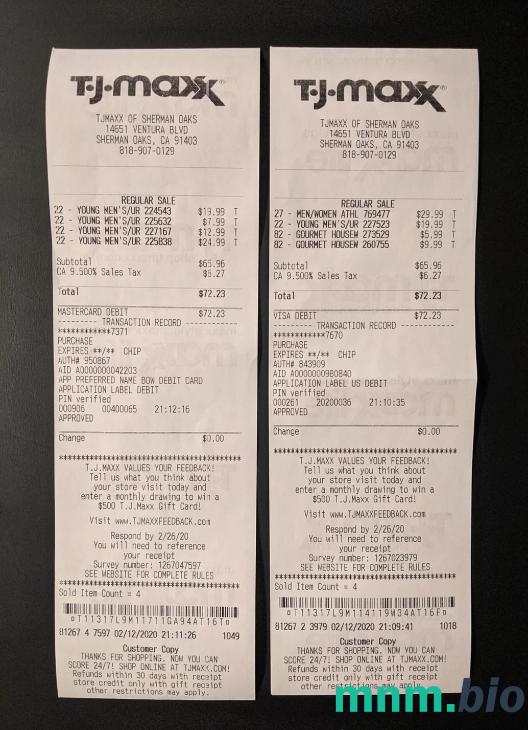 T·J·maxx®
TJMAXX OF SHERMAN OAKS
14651 VENTURA BLVD
SHERMAN OAKS, CA 91403
818-907-0129
REGULAR SALE
22 - YOUNG MEN'S/UR 224543 $19.99 T
22 - YOUNG MEN'S/UR 225632 $7.99 T
22 - YOUNG MEN'S/UR 227167 $12.99 T
22 - YOUNG MEN'S/UR 225838 $24.99 T
Subtotal $65.96
CA 9.500% Sales Tax $6.27
Total $72.23
MASTERCARD DEBIT $72.23
--------- TRANSACTION RECORD ---------
************7371
PURCHASE
EXPIRES **/** CHIP
AUTH# 950867
AID A0000000042203
APP PREFERRED NAME BOW DEBIT CARD
APPLICATION LABEL DEBIT
PIN verified
000906 00400065 21:12:16
APPROVED
Change $0.00
T.J.MAXX VALUES YOUR FEEDBACK!
Tell us what you think about
your store visit today and
enter a monthly drawing to win a
$500 T.J.Maxx Gift Card!
Visit www.TJMAXXFEEDBACK.com
Respond by 2/26/20
You will need to reference
your receipt
Survey number: 1267047597
SEE WEBSITE FOR COMPLETE RULES
Sold Item Count = 4
0T11317L9M11711GA94AT16T0
81267 4 7597 02/12/2020 21:11:26 1049
Customer Copy
THANKS FOR SHOPPING. NOW YOU CAN
SCORE 24/7! SHOP ONLINE AT TJMAXX.COM!
Refunds within 30 days with receipt
store credit only with gift receipt
other restrictions may apply.
T·J·maxx®
TJMAXX OF SHERMAN OAKS
14651 VENTURA BLVD
SHERMAN OAKS, CA 91403
818-907-0129
REGULAR SALE
27 - MEN/WOMEN ATHL 769477 $29.99 T
22 - YOUNG MEN'S/UR 227523 $19.99 T
82 - GOURMET HOUSEW 273529 $5.99 T
82 - GOURMET HOUSEW 260755 $9.99 T
Subtotal $65.96
CA 9.500% Sales Tax $6.27
Total $72.23
VISA DEBIT $72.23
--------- TRANSACTION RECORD ---------
************7670
PURCHASE
EXPIRES **/** CHIP
AUTH# 843909
AID A0000000980840
APPLICATION LABEL US DEBIT
PIN verified
000261 20200036 21:10:35
APPROVED
Change $0.00
T.J.MAXX VALUES YOUR FEEDBACK!
Tell us what you think about
your store visit today and
enter a monthly drawing to win a
$500 T.J.Maxx Gift Card!
Visit www.TJMAXXFEEDBACK.com
Respond by 2/26/20
You will need to reference
your receipt
Survey number: 1267023979
SEE WEBSITE FOR COMPLETE RULES
Sold Item Count = 4
0T11317L9M114119W34AT16F0
81267 2 3979 02/12/2020 21:09:41 1018
Customer Copy
THANKS FOR SHOPPING. NOW YOU CAN
SCORE 24/7! SHOP ONLINE AT TJMAXX.COM!
Refunds within 30 days with receipt
store credit only with gift receipt
other restrictions may apply.
mnm.bio